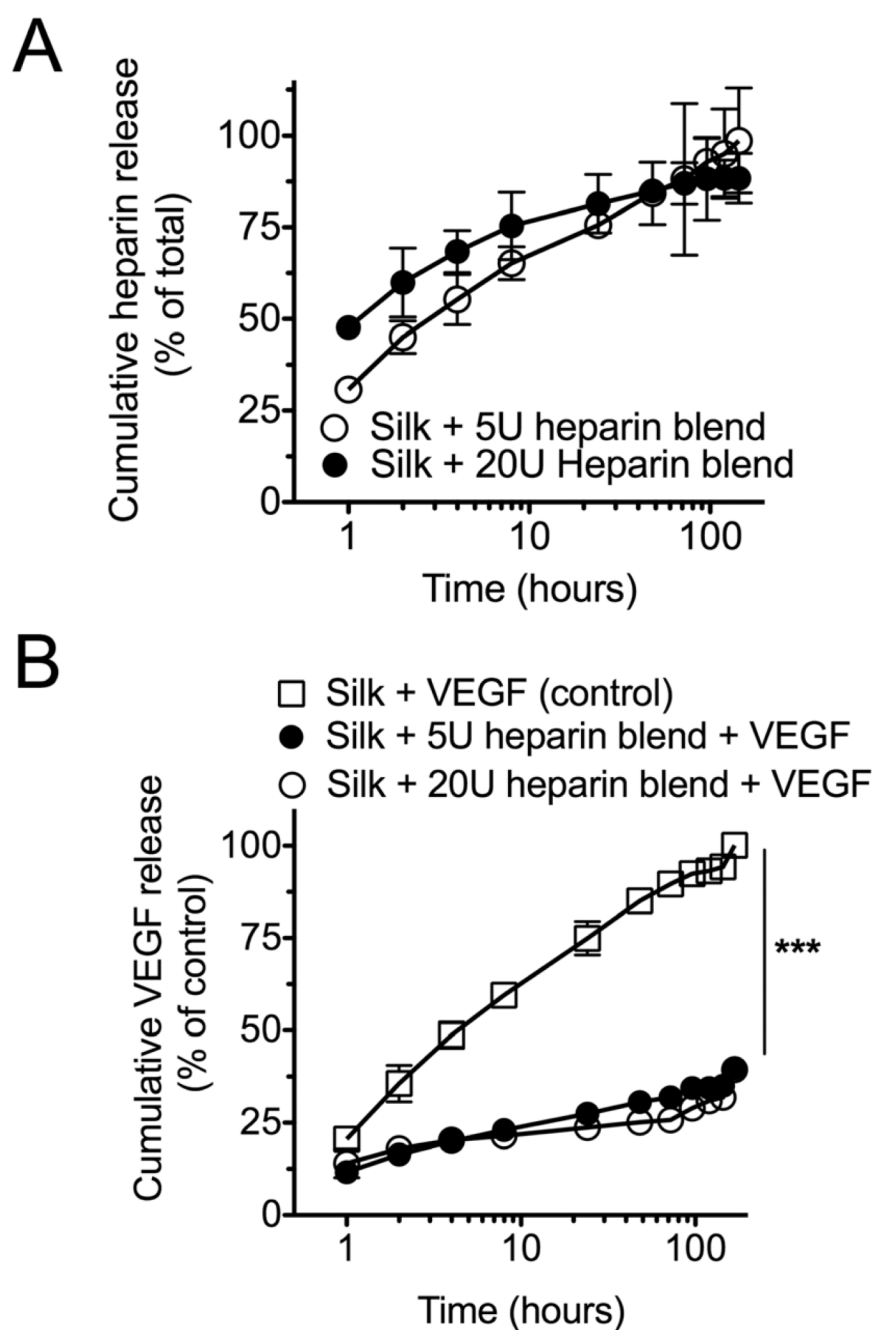 A
Cumulative heparin release
(% of total)
100
75
50
25
0
Silk + 5U heparin blend
Silk + 20U Heparin blend
1
10
100
Time (hours)
B
Silk + VEGF (control)
Silk + 5U heparin blend + VEGF
Silk + 20U heparin blend + VEGF
Cumulative VEGF release
(% of control)
100
75
50
25
0
***
1
10
100
Time (hours)